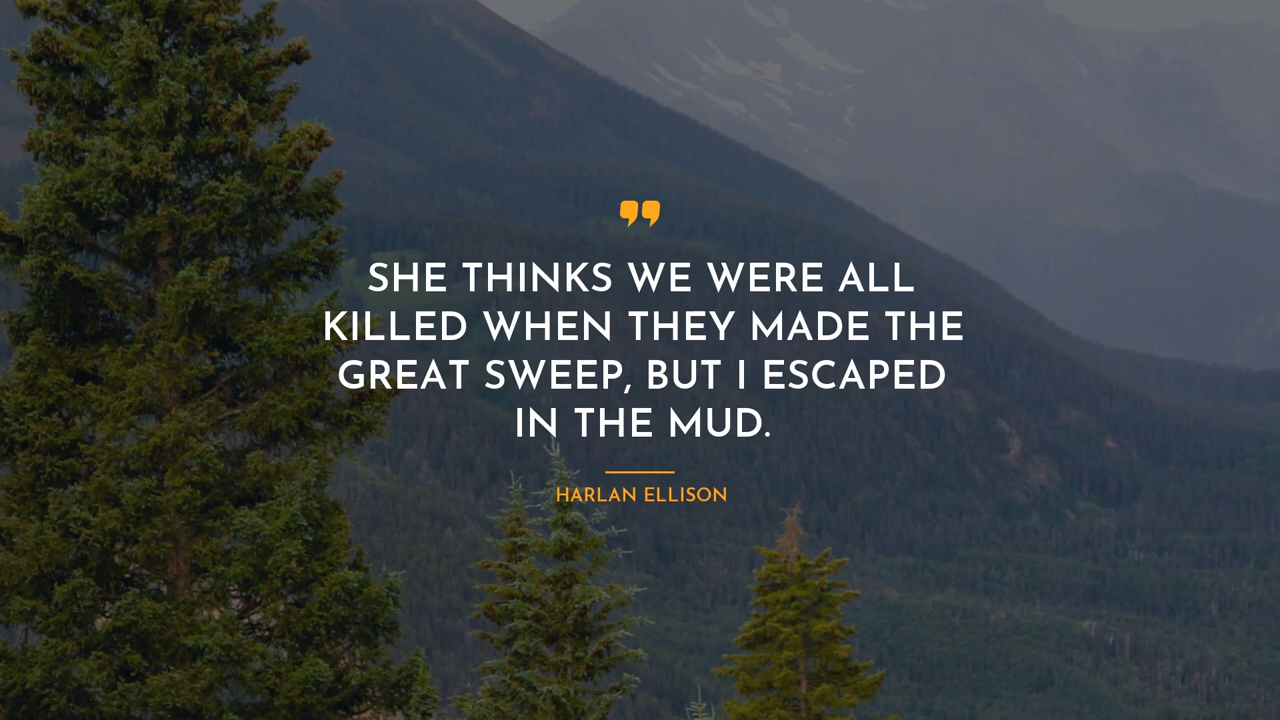 ❞
SHE THINKS WE WERE ALL
KILLED WHEN THEY MADE THE
GREAT SWEEP, BUT I ESCAPED
IN THE MUD.
HARLAN ELLISON